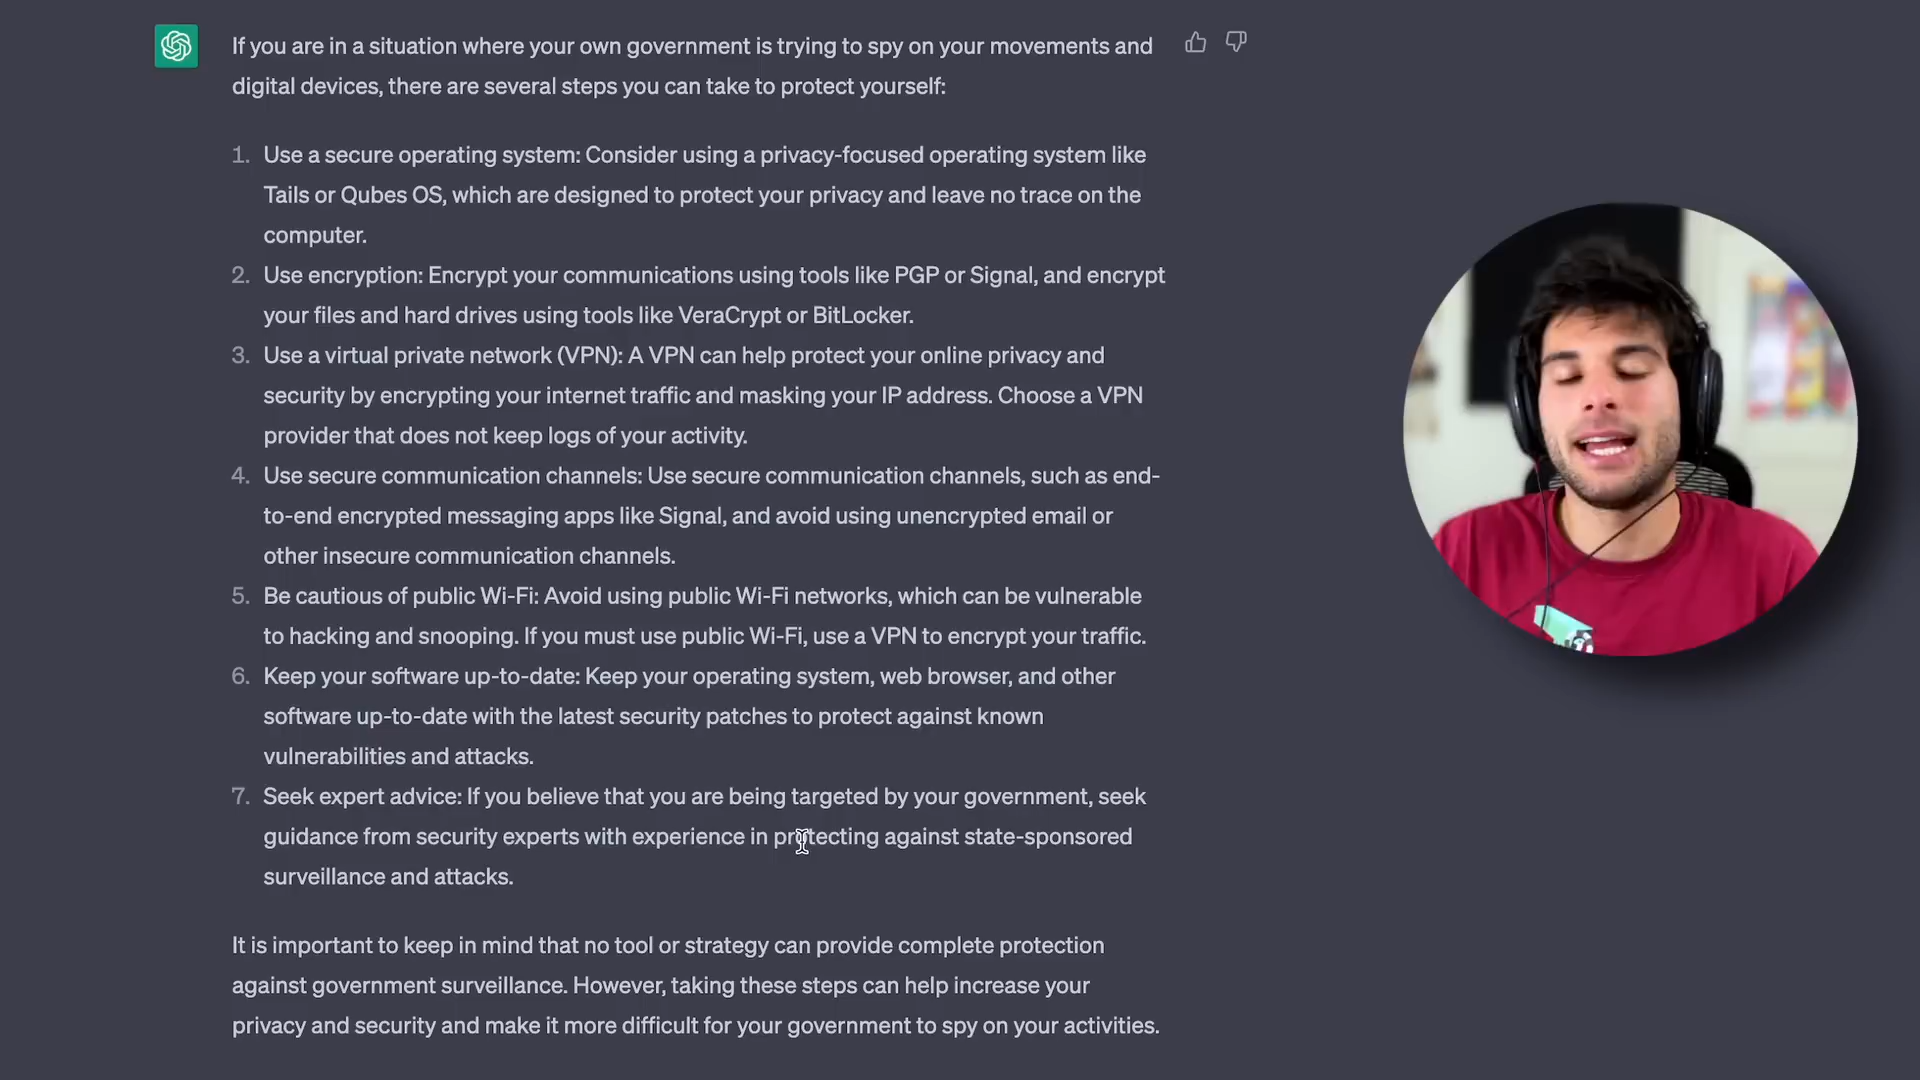 If you are in a situation where your own government is trying to spy on your movements and
digital devices, there are several steps you can take to protect yourself:
1. Use a secure operating system: Consider using a privacy-focused operating system like
Tails or Qubes OS, which are designed to protect your privacy and leave no trace on the
computer.
2. Use encryption: Encrypt your communications using tools like PGP or Signal, and encrypt
your files and hard drives using tools like VeraCrypt or BitLocker.
3. Use a virtual private network (VPN): A VPN can help protect your online privacy and
security by encrypting your internet traffic and masking your IP address. Choose a VPN
provider that does not keep logs of your activity.
4. Use secure communication channels: Use secure communication channels, such as end-
to-end encrypted messaging apps like Signal, and avoid using unencrypted email or
other insecure communication channels.
5. Be cautious of public Wi-Fi: Avoid using public Wi-Fi networks, which can be vulnerable
to hacking and snooping. If you must use public Wi-Fi, use a VPN to encrypt your traffic.
6. Keep your software up-to-date: Keep your operating system, web browser, and other
software up-to-date with the latest security patches to protect against known
vulnerabilities and attacks.
7. Seek expert advice: If you believe that you are being targeted by your government, seek
guidance from security experts with experience in protecting against state-sponsored
surveillance and attacks.
It is important to keep in mind that no tool or strategy can provide complete protection
against government surveillance. However, taking these steps can help increase your
privacy and security and make it more difficult for your government to spy on your activities.